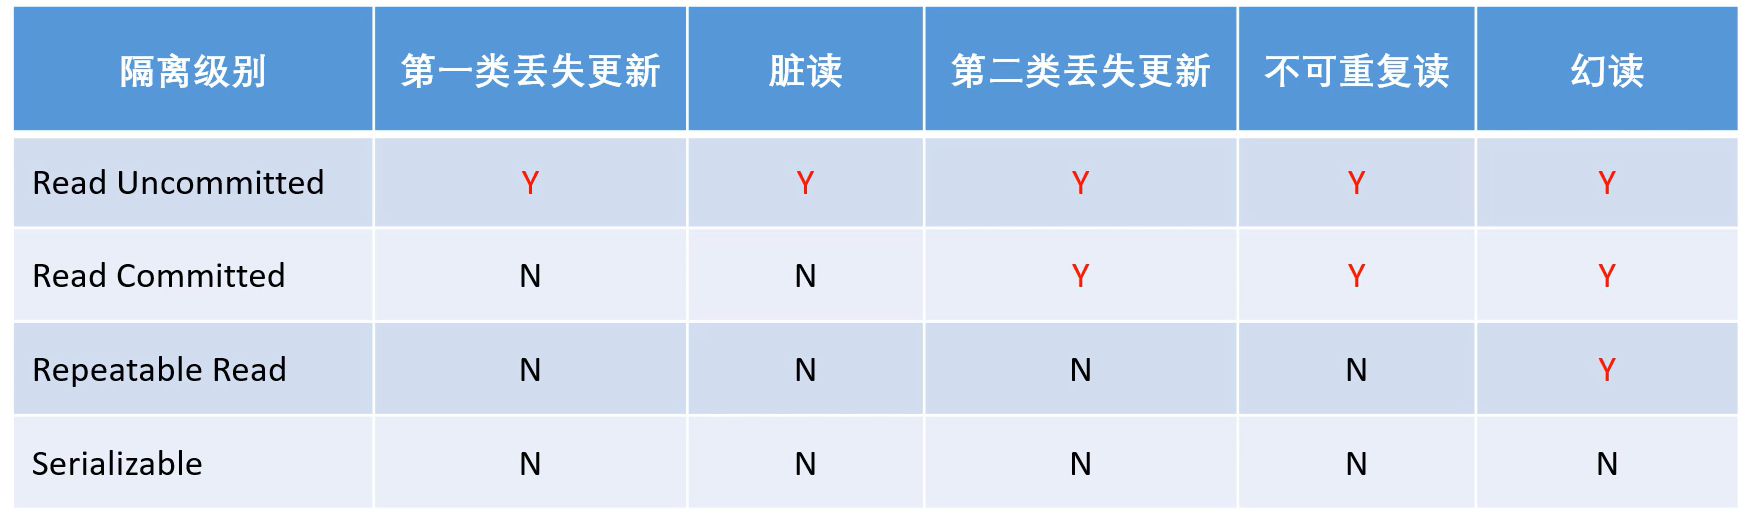 隔离级别 第一类丢失更新 脏读 第二类丢失更新 不可重复读 幻读
Read Uncommitted Y Y Y Y Y
Read Committed N N Y Y Y
Repeatable Read N N N N Y
Serializable N N N N N